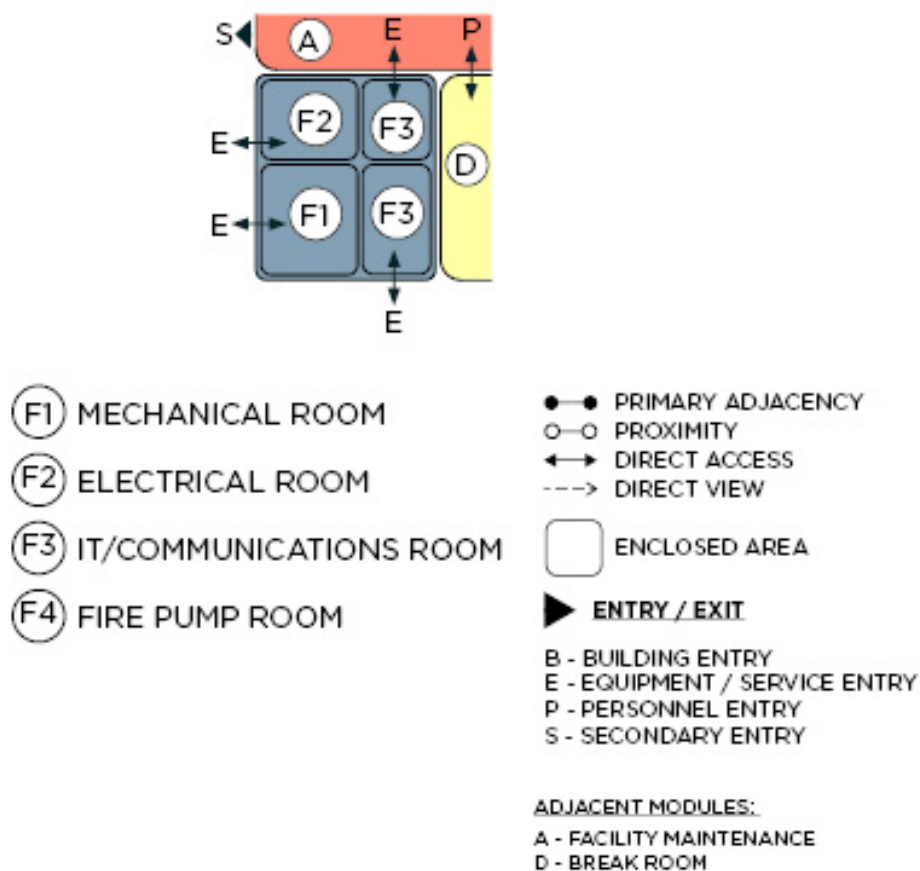 S A E P
E F2 F3
D
E F1 F3
E
F1 MECHANICAL ROOM
F2 ELECTRICAL ROOM
F3 IT/COMMUNICATIONS ROOM
F4 FIRE PUMP ROOM
PRIMARY ADJACENCY
PROXIMITY
DIRECT ACCESS
DIRECT VIEW
ENCLOSED AREA
ENTRY / EXIT
B - BUILDING ENTRY
E - EQUIPMENT / SERVICE ENTRY
P - PERSONNEL ENTRY
S - SECONDARY ENTRY
ADJACENT MODULES:
A - FACILITY MAINTENANCE
D - BREAK ROOM